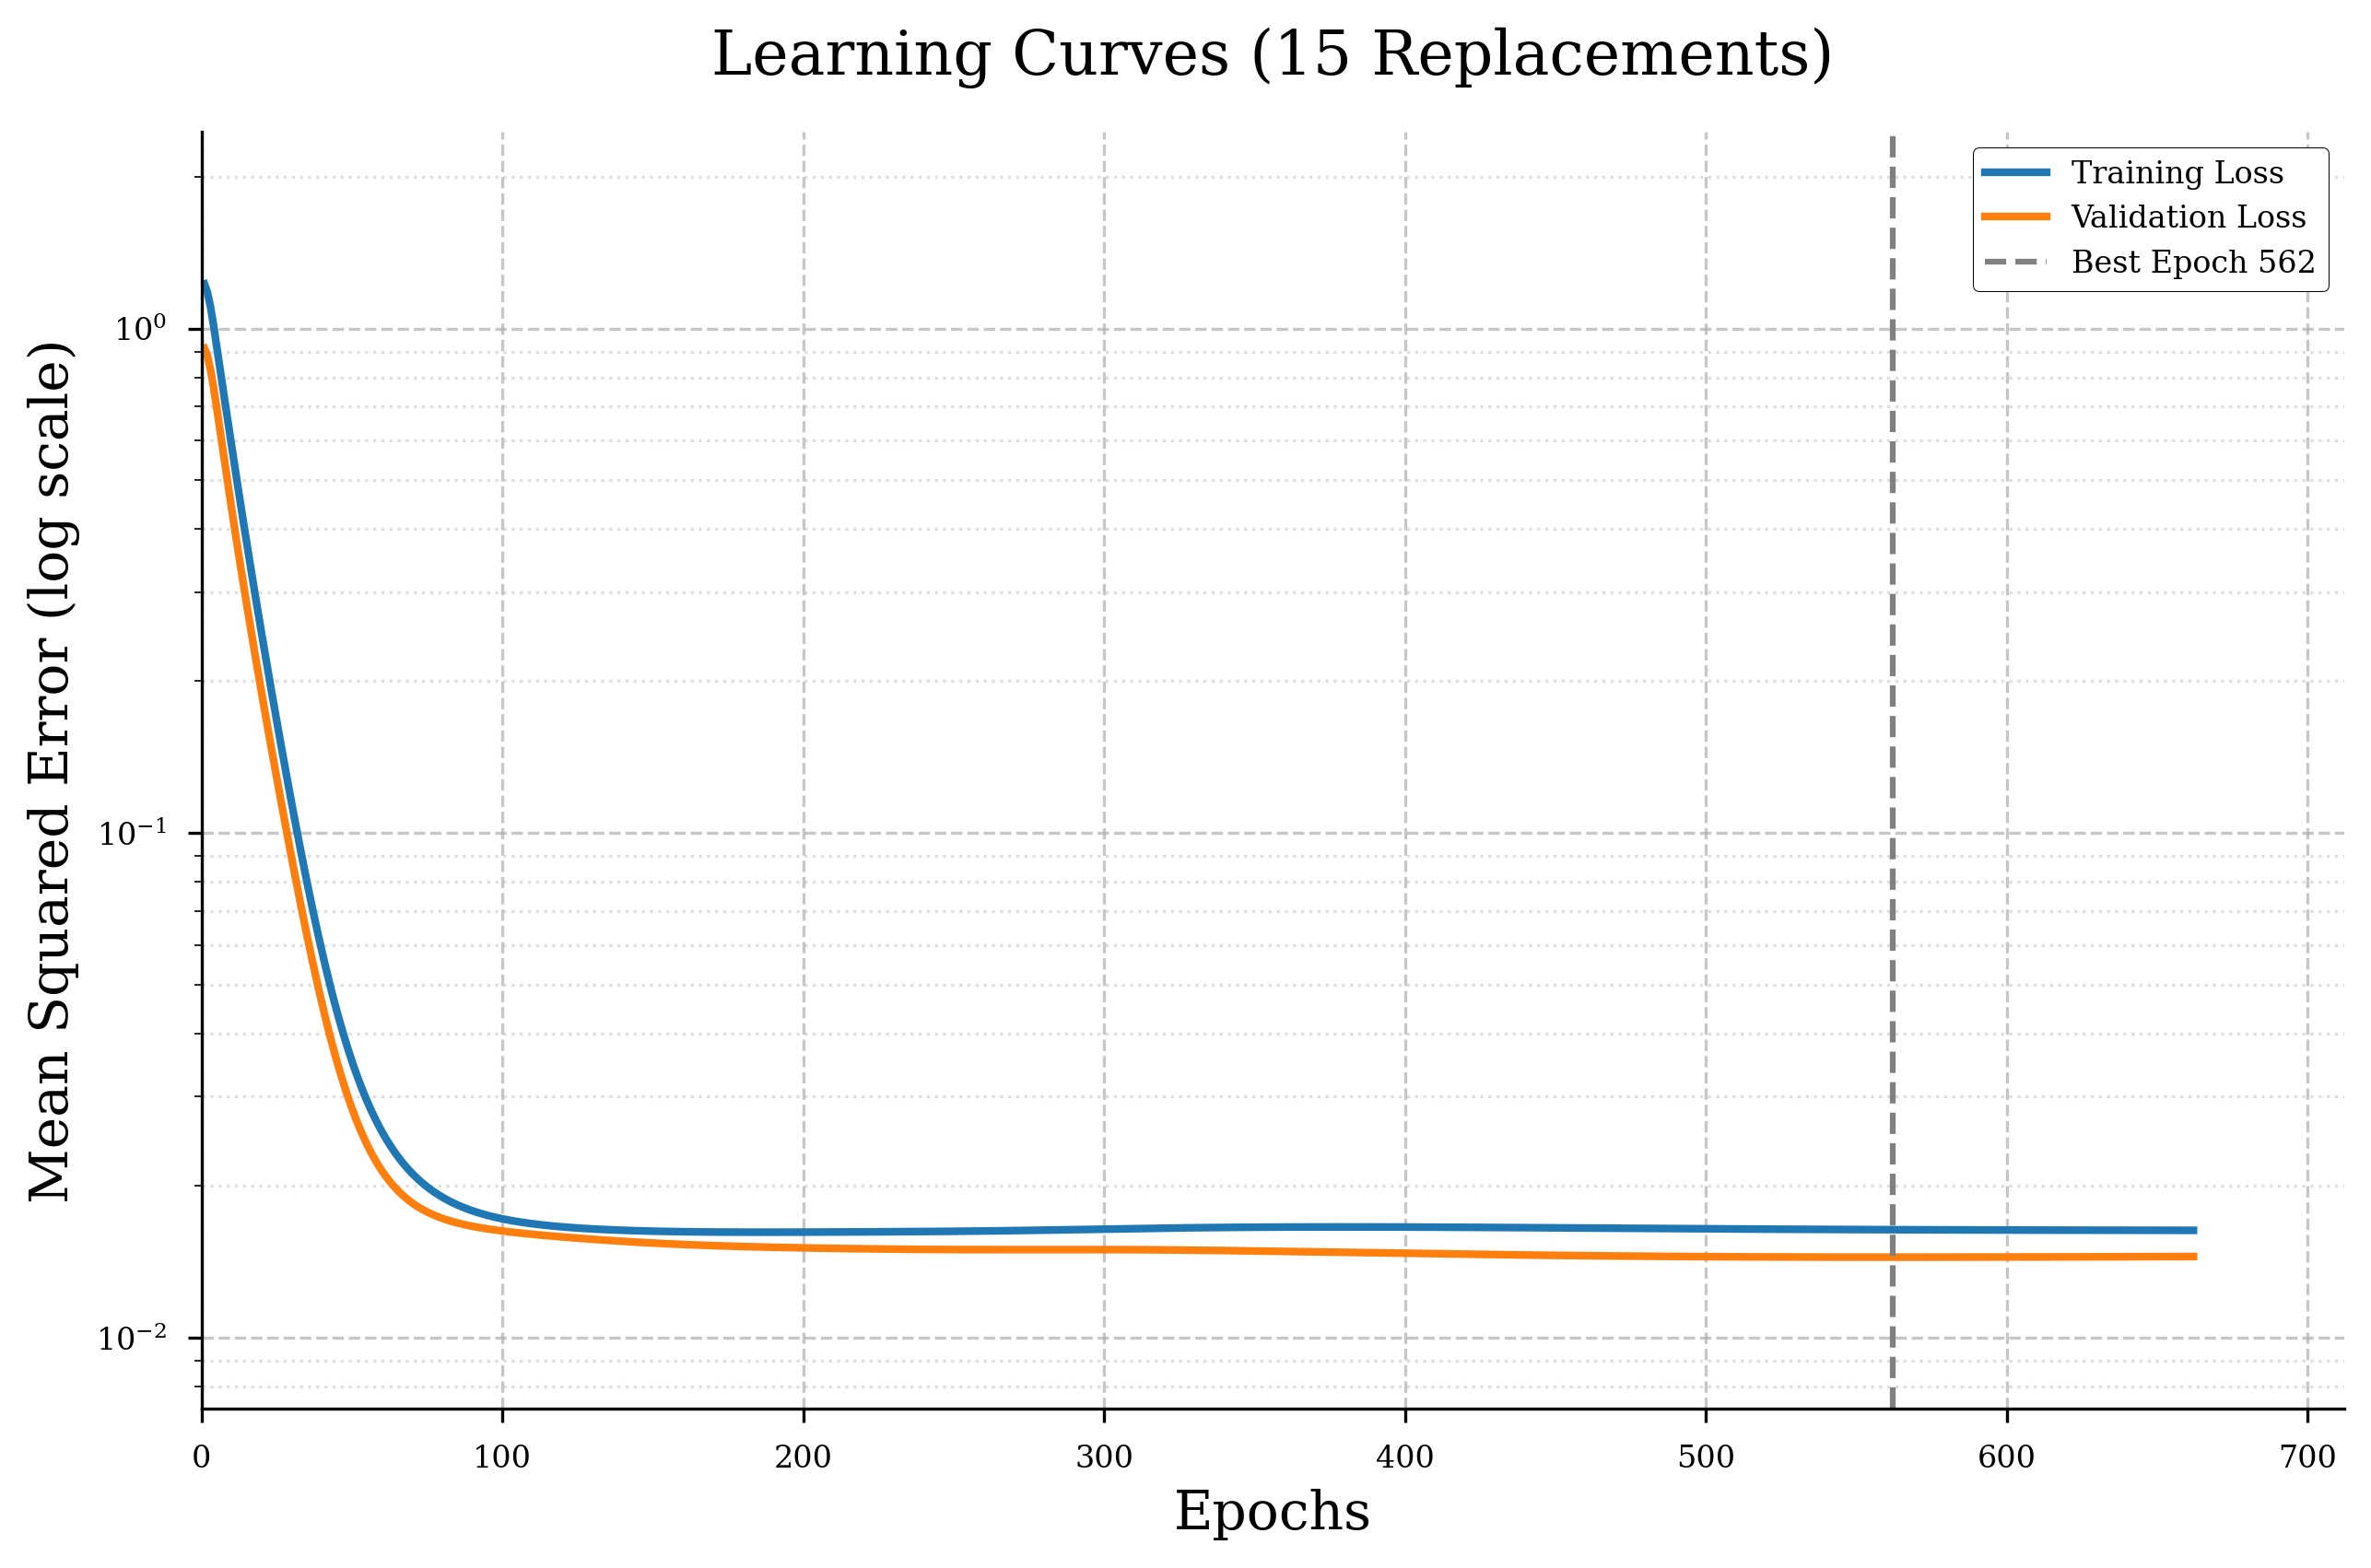 Learning Curves (15 Replacements)
Training Loss
Validation Loss
Best Epoch 562
Mean Squared Error (log scale)
10⁰
10⁻¹
10⁻²
0 100 200 300 400 500 600 700
Epochs